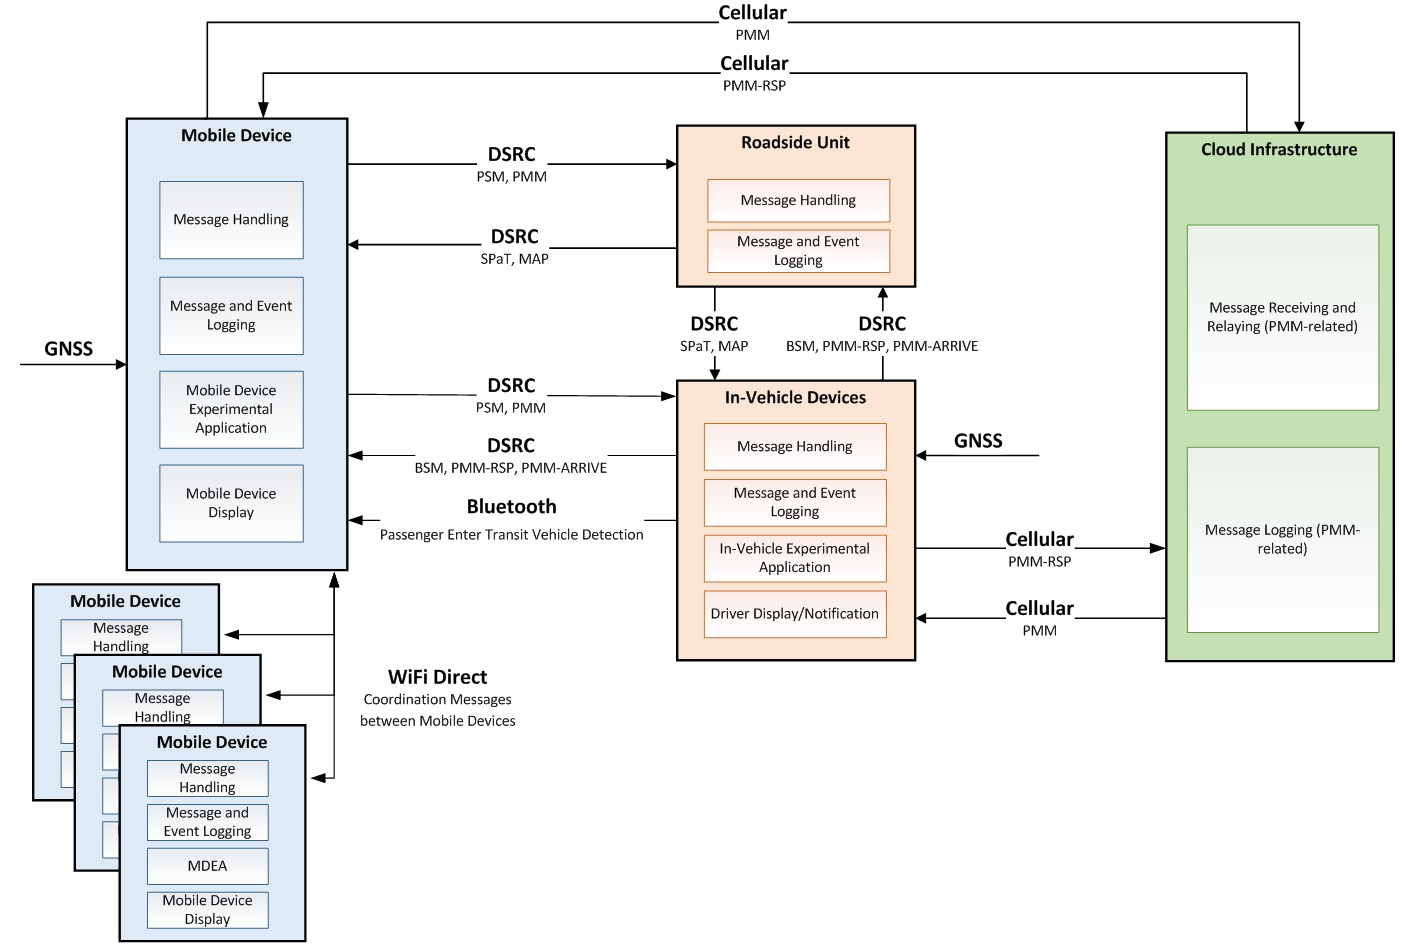 Cellular
PMM
Cellular
PMM-RSP
Mobile Device
Message Handling
Message and Event
Logging
Mobile Device
Experimental
Application
Mobile Device
Display
GNSS
DSRC
PSM, PMM
DSRC
SPaT, MAP
DSRC
PSM, PMM
DSRC
BSM, PMM-RSP, PMM-ARRIVE
Bluetooth
Passenger Enter Transit Vehicle Detection
Roadside Unit
Message Handling
Message and Event
Logging
DSRC
SPaT, MAP
DSRC
BSM, PMM-RSP, PMM-ARRIVE
In-Vehicle Devices
Message Handling
Message and Event
Logging
In-Vehicle Experimental
Application
Driver Display/Notification
GNSS
Cellular
PMM-RSP
Cellular
PMM
Cloud Infrastructure
Message Receiving and
Relaying (PMM-related)
Message Logging (PMM-
related)
Mobile Device
Message
Handling
Mobile Device
Message
Handling
Mobile Device
Message
Handling
Message and
Event Logging
MDEA
Mobile Device
Display
WiFi Direct
Coordination Messages
between Mobile Devices